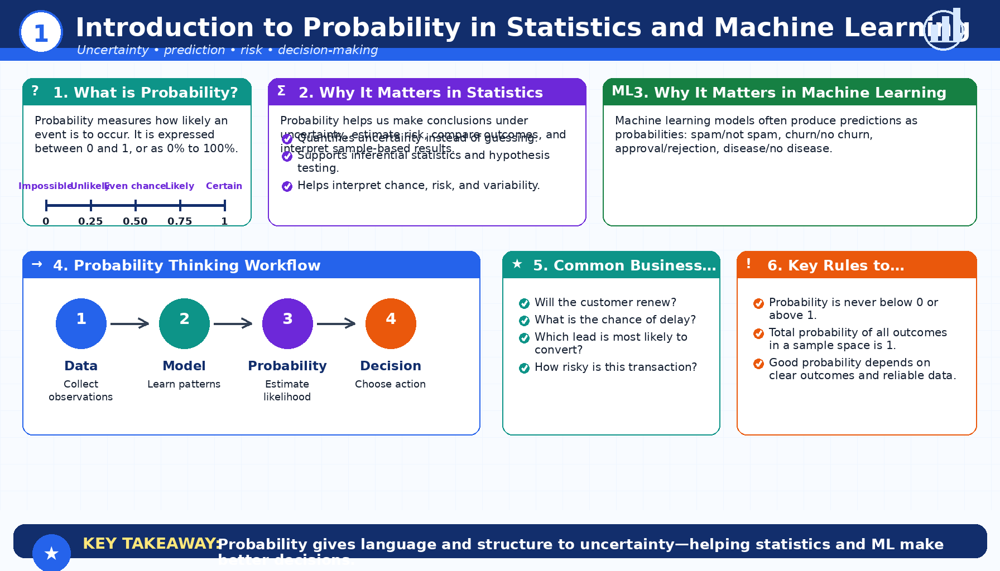 1
Introduction to Probability in Statistics and Machine Learning
Uncertainty • prediction • risk • decision-making
? 1. What is Probability?
Probability measures how likely an
event is to occur. It is expressed
between 0 and 1, or as 0% to 100%.
Impossible Unlikely Even chance Likely Certain
0 0.25 0.50 0.75 1
Σ 2. Why It Matters in Statistics
Probability helps us make conclusions under
uncertainty, estimate risk, compare outcomes, and
interpret sample-based results.
Quantifies uncertainty instead of guessing.
Supports inferential statistics and hypothesis
testing.
Helps interpret chance, risk, and variability.
ML 3. Why It Matters in Machine Learning
Machine learning models often produce predictions as
probabilities: spam/not spam, churn/no churn,
approval/rejection, disease/no disease.
→ 4. Probability Thinking Workflow
1 2 3 4
Data Model Probability Decision
Collect Learn patterns Estimate Choose action
observations likelihood
★ 5. Common Business...
Will the customer renew?
What is the chance of delay?
Which lead is most likely to
convert?
How risky is this transaction?
! 6. Key Rules to...
Probability is never below 0 or
above 1.
Total probability of all outcomes
in a sample space is 1.
Good probability depends on
clear outcomes and reliable data.
★ KEY TAKEAWAY: Probability gives language and structure to uncertainty—helping statistics and ML make
better decisions.